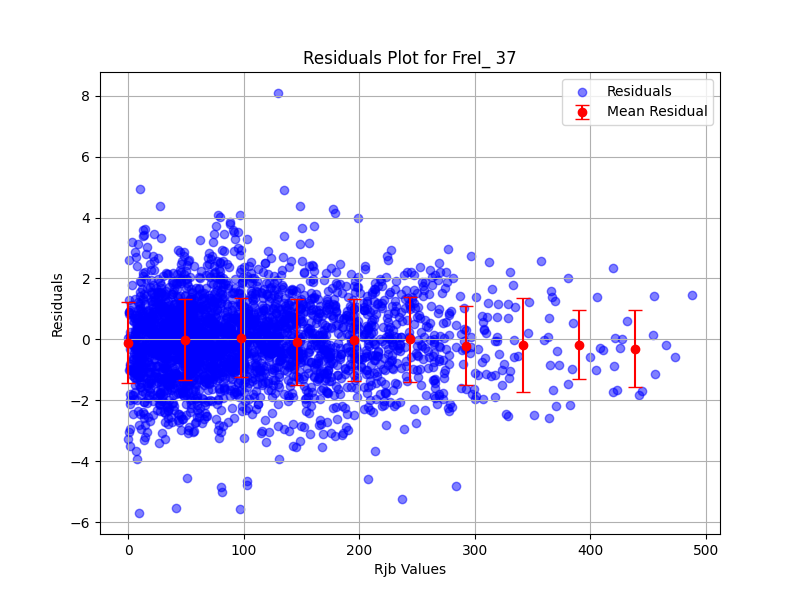 Residuals Plot for FreI_ 37
Residuals
Mean Residual
8
6
4
2
0
−2
−4
−6
Residuals
0 100 200 300 400 500
Rjb Values